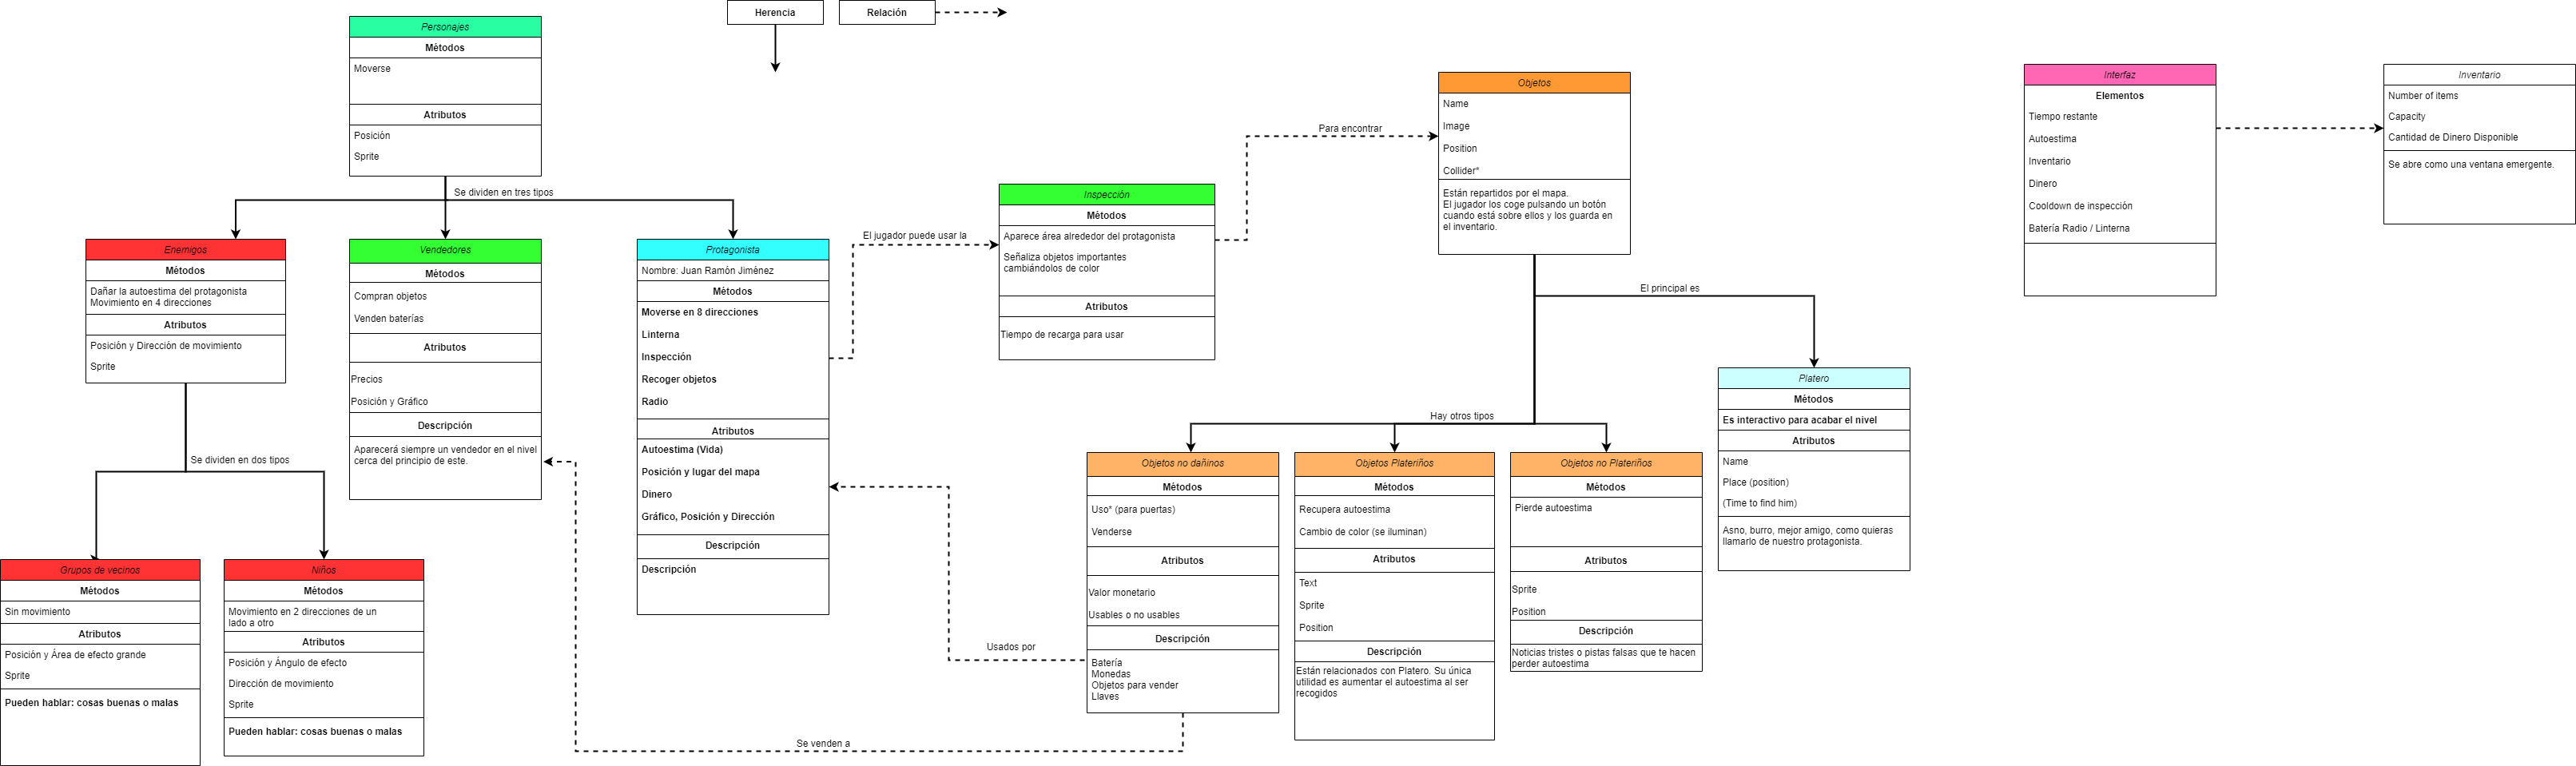 Herencia
Relación
Personajes
Métodos
Moverse
Atributos
Posición
Sprite
Se dividen en tres tipos
Enemigos
Métodos
Dañar la autoestima del protagonista
Movimiento en 4 direcciones
Atributos
Posición y Dirección de movimiento
Sprite
Se dividen en dos tipos
Grupos de vecinos
Métodos
Sin movimiento
Atributos
Posición y Área de efecto grande
Sprite
Pueden hablar: cosas buenas o malas
Niños
Métodos
Movimiento en 2 direcciones de un
lado a otro
Atributos
Posición y Ángulo de efecto
Dirección de movimiento
Sprite
Pueden hablar: cosas buenas o malas
Vendedores
Métodos
Compran objetos
Venden baterías
Atributos
Precios
Posición y Gráfico
Descripción
Aparecerá siempre un vendedor en el nivel
cerca del principio de este.
Protagonista
Nombre: Juan Ramón Jiménez
Métodos
Moverse en 8 direcciones
Linterna
Inspección
Recoger objetos
Radio
Atributos
Autoestima (Vida)
Posición y lugar del mapa
Dinero
Gráfico, Posición y Dirección
Descripción
Descripción
El jugador puede usar la
Inspección
Métodos
Aparece área alrededor del protagonista
Señaliza objetos importantes
cambiándolos de color
Atributos
Tiempo de recarga para usar
Para encontrar
Objetos
Name
Image
Position
Collider*
Están repartidos por el mapa.
El jugador los coge pulsando un botón
cuando está sobre ellos y los guarda en
el inventario.
El principal es
Hay otros tipos
Objetos no dañinos
Métodos
Uso* (para puertas)
Venderse
Atributos
Valor monetario
Usables o no usables
Descripción
Batería
Monedas
Objetos para vender
Llaves
Usados por
Se venden a
Objetos Plateriños
Métodos
Recupera autoestima
Cambio de color (se iluminan)
Atributos
Text
Sprite
Position
Descripción
Están relacionados con Platero. Su única
utilidad es aumentar el autoestima al ser
recogidos
Objetos no Plateriños
Métodos
Pierde autoestima
Atributos
Sprite
Position
Descripción
Noticias tristes o pistas falsas que te hacen
perder autoestima
Platero
Métodos
Es interactivo para acabar el nivel
Atributos
Name
Place (position)
(Time to find him)
Asno, burro, mejor amigo, como quieras
llamarlo de nuestro protagonista.
Interfaz
Elementos
Tiempo restante
Autoestima
Inventario
Dinero
Cooldown de inspección
Batería Radio / Linterna
Inventario
Number of items
Capacity
Cantidad de Dinero Disponible
Se abre como una ventana emergente.